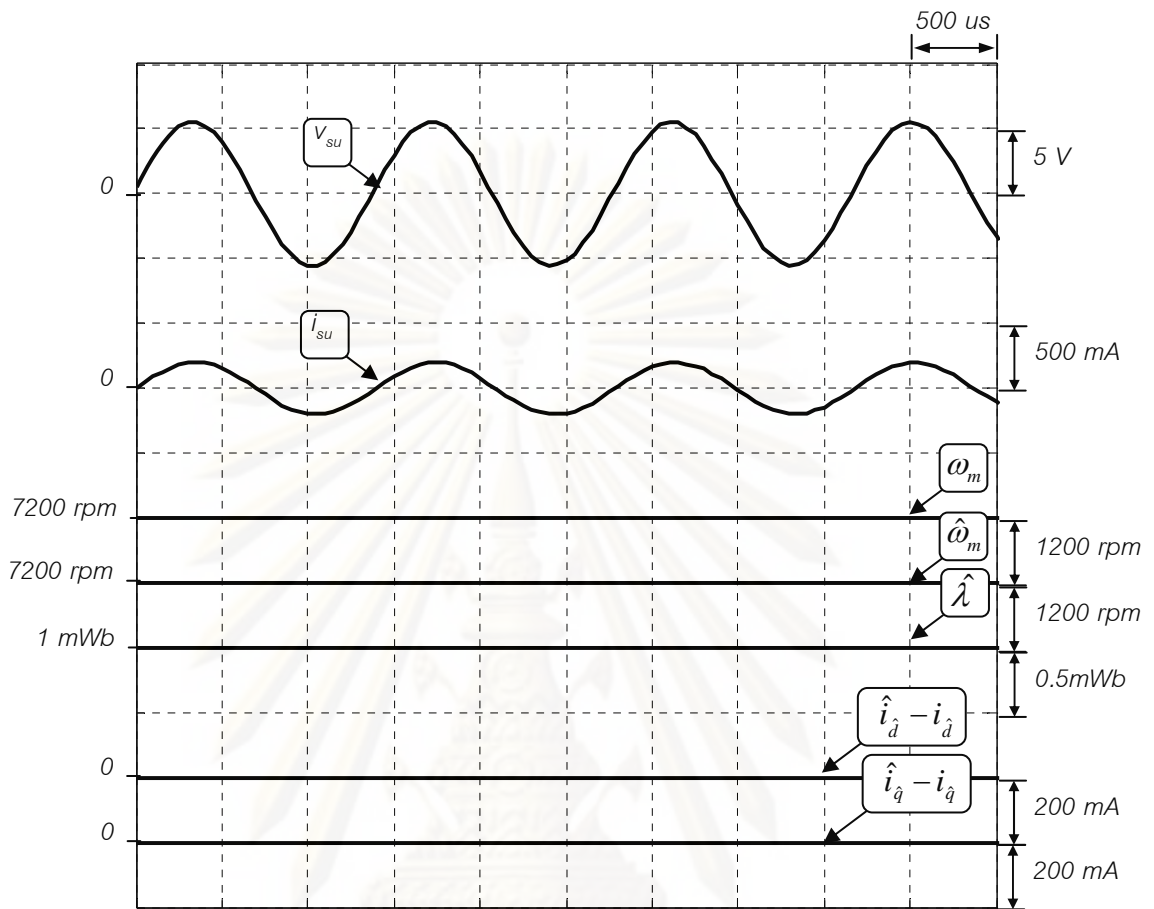 500 us
V_su
5 V
0
i_su
500 mA
0
ω_m
7200 rpm
ω̂_m
1200 rpm
7200 rpm
λ̂
1200 rpm
1 mWb
0.5mWb
î_d̂ − i_d̂
0
î_q̂ − i_q̂
200 mA
0
200 mA